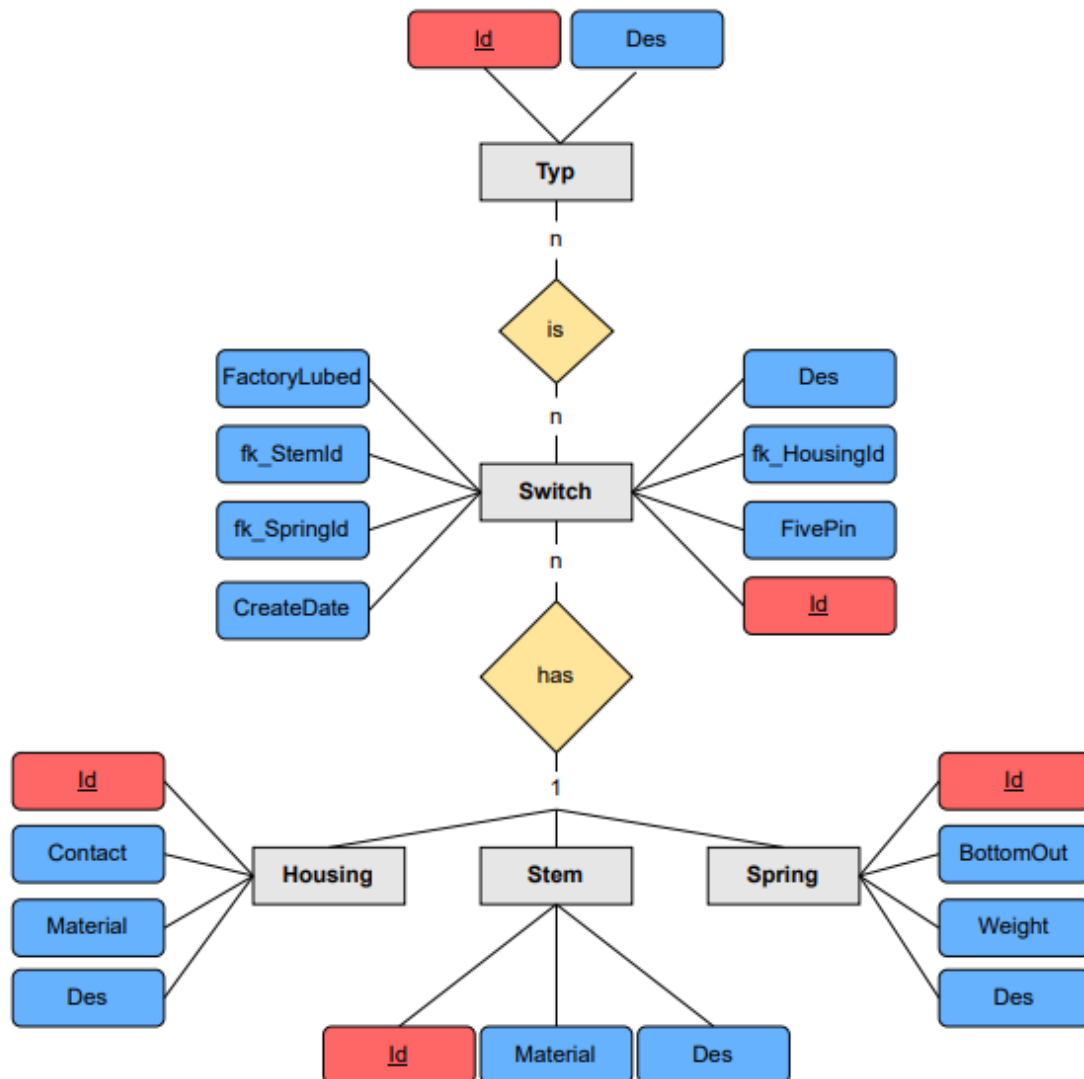 Id Des
Typ
n
is
n
FactoryLubed Des
fk_StemId fk_HousingId
Switch
fk_SpringId FivePin
n
CreateDate Id
has
1
Id Id
Contact BottomOut
Housing Stem Spring
Material Weight
Des Des
Id Material Des